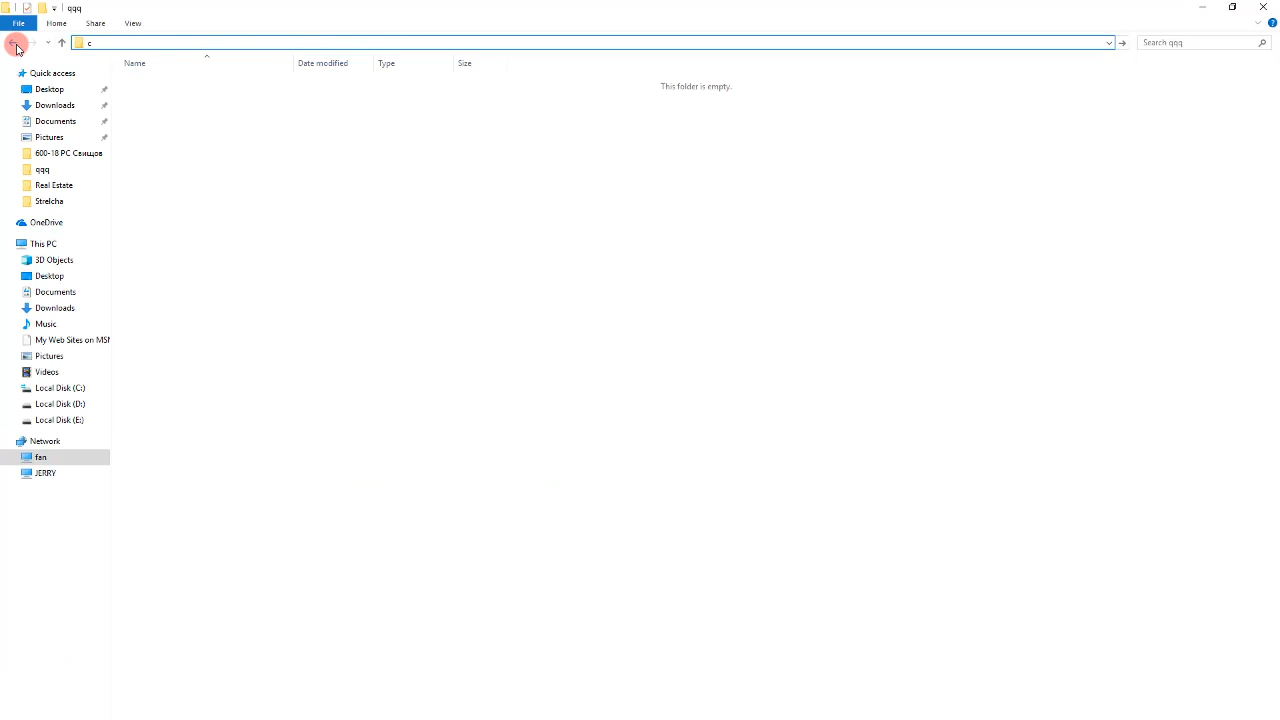 qqq
File Home Share View
c
Search qqq
Name Date modified Type Size
This folder is empty.
Quick access
Desktop
Downloads
Documents
Pictures
600-18 PC Свищов
qqq
Real Estate
Strelcha
OneDrive
This PC
3D Objects
Desktop
Documents
Downloads
Music
My Web Sites on MSN
Pictures
Videos
Local Disk (C:)
Local Disk (D:)
Local Disk (E:)
Network
fan
JERRY